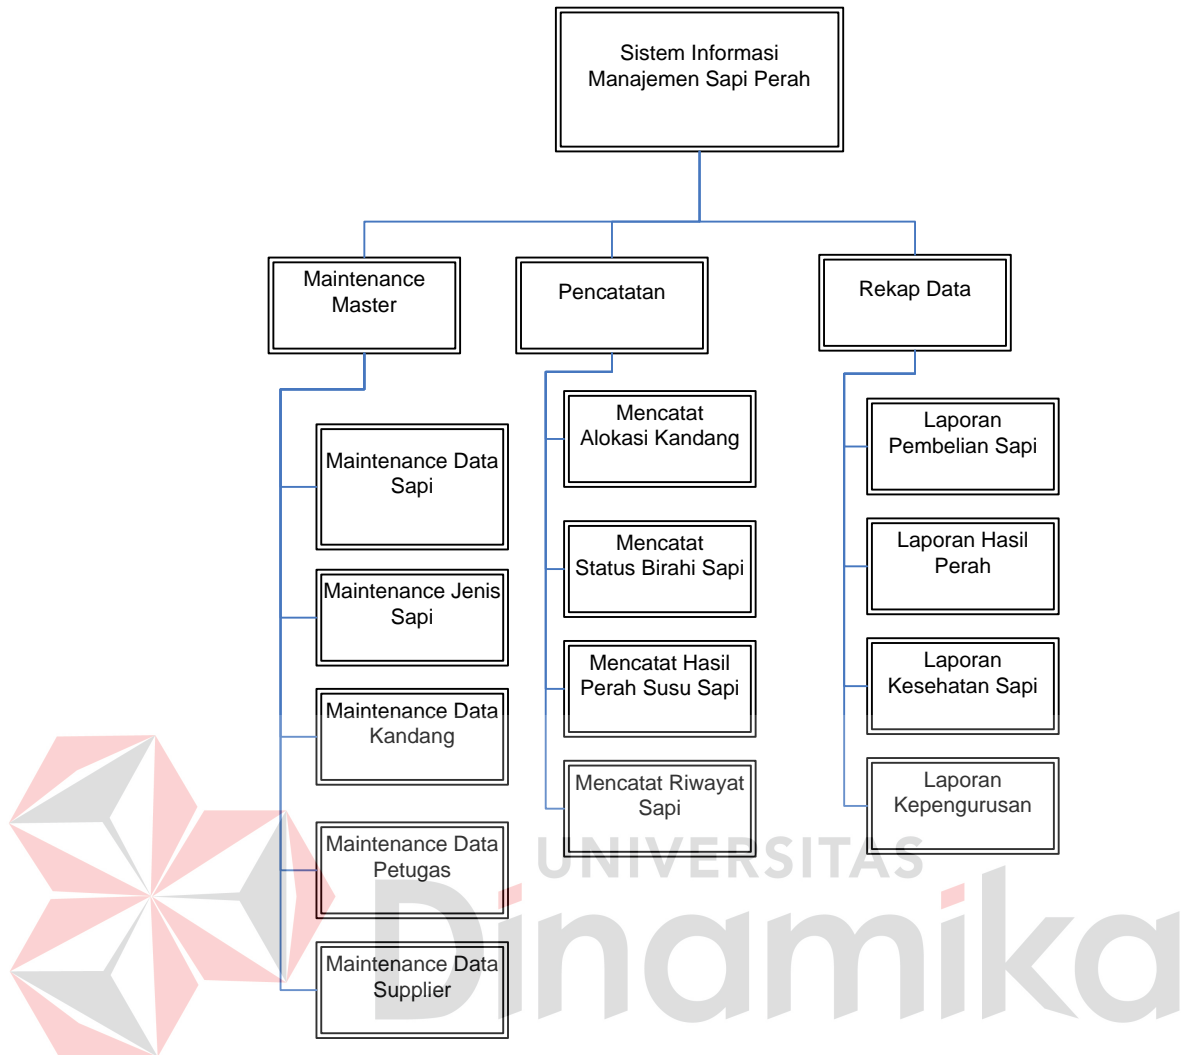 Sistem Informasi
Manajemen Sapi Perah
Maintenance
Master
Pencatatan
Rekap Data
Maintenance Data
Sapi
Maintenance Jenis
Sapi
Maintenance Data
Kandang
Maintenance Data
Petugas
Maintenance Data
Supplier
Mencatat
Alokasi Kandang
Mencatat
Status Birahi Sapi
Mencatat Hasil
Perah Susu Sapi
Mencatat Riwayat
Sapi
Laporan
Pembelian Sapi
Laporan Hasil
Perah
Laporan
Kesehatan Sapi
Laporan
Kepengurusan
UNIVERSITAS
Dinamika